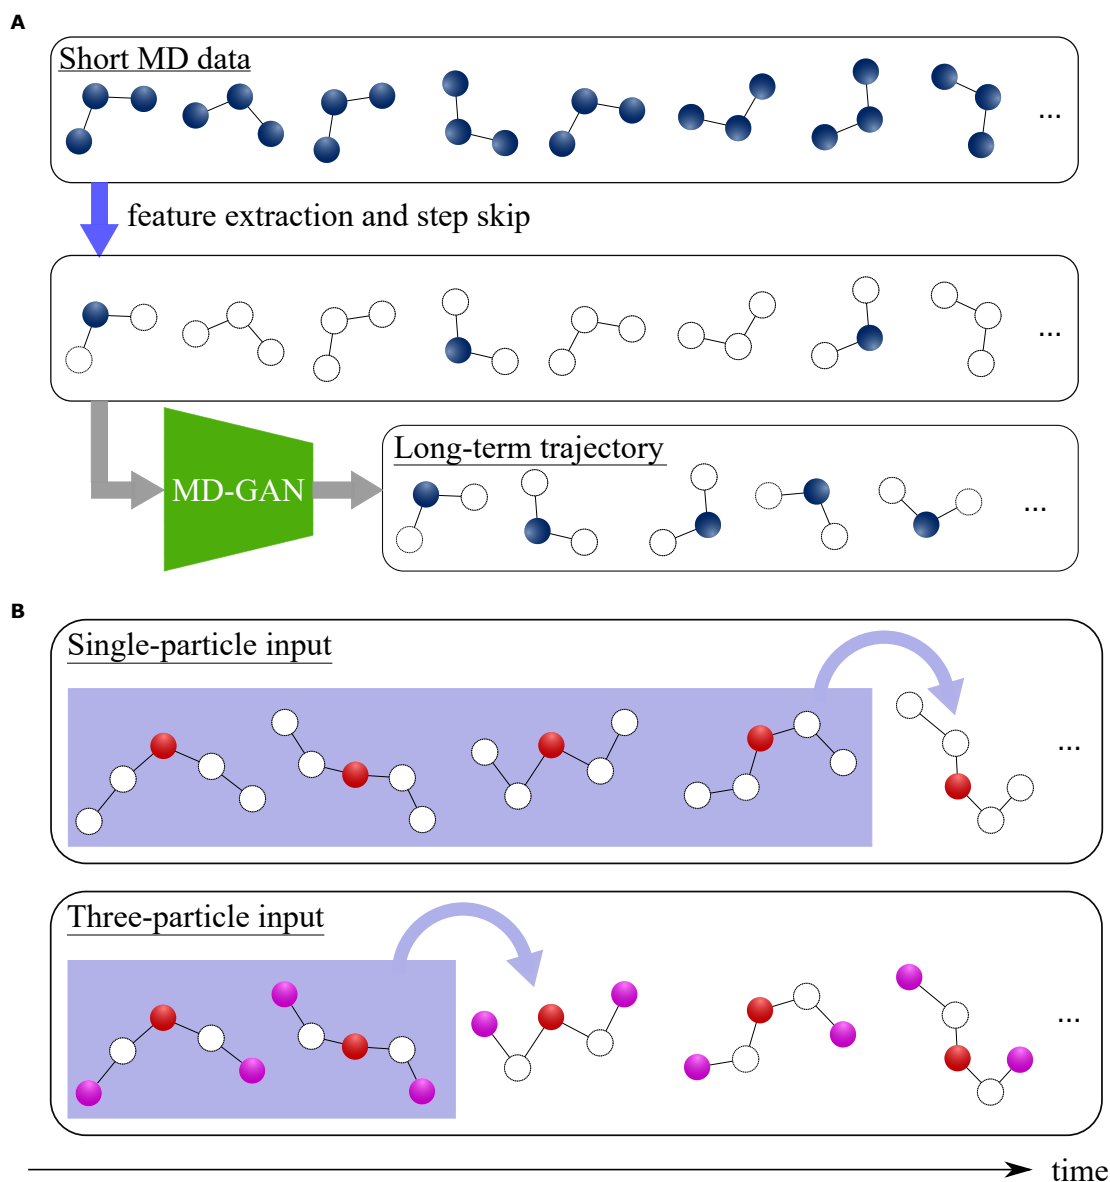 A
Short MD data
...
feature extraction and step skip
...
MD-GAN
Long-term trajectory
...
B
Single-particle input
...
Three-particle input
...
time